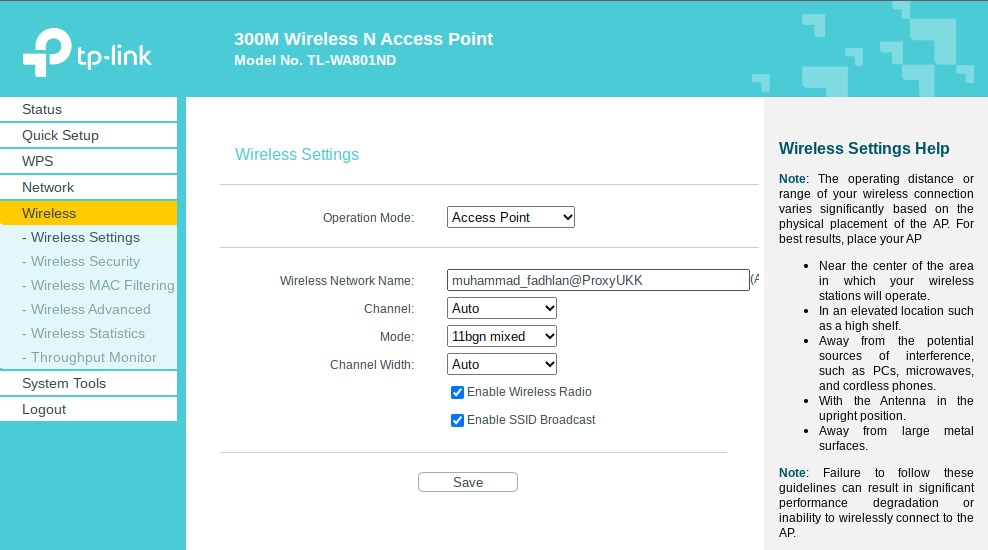 tp-link
300M Wireless N Access Point
Model No. TL-WA801ND
Status
Quick Setup
WPS
Network
Wireless
- Wireless Settings
- Wireless Security
- Wireless MAC Filtering
- Wireless Advanced
- Wireless Statistics
- Throughput Monitor
System Tools
Logout
Wireless Settings
Operation Mode: Access Point
Wireless Network Name: muhammad_fadhlan@ProxyUKK (A
Channel: Auto
Mode: 11bgn mixed
Channel Width: Auto
Enable Wireless Radio
Enable SSID Broadcast
Save
Wireless Settings Help
Note: The operating distance or
range of your wireless connection
varies significantly based on the
physical placement of the AP. For
best results, place your AP
• Near the center of the area
in which your wireless
stations will operate.
• In an elevated location such
as a high shelf.
• Away from the potential
sources of interference,
such as PCs, microwaves,
and cordless phones.
• With the Antenna in the
upright position.
• Away from large metal
surfaces.
Note: Failure to follow these
guidelines can result in significant
performance degradation or
inability to wirelessly connect to the
AP.